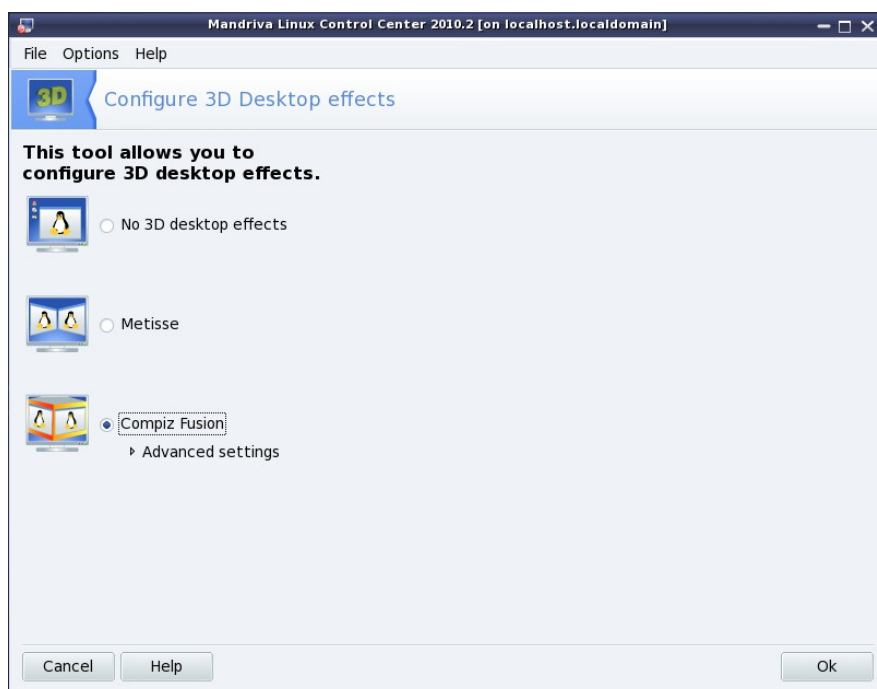 Mandriva Linux Control Center 2010.2 [on localhost.localdomain]
File Options Help
3D
Configure 3D Desktop effects
This tool allows you to
configure 3D desktop effects.
No 3D desktop effects
Metisse
Compiz Fusion
Advanced settings
Cancel Help Ok